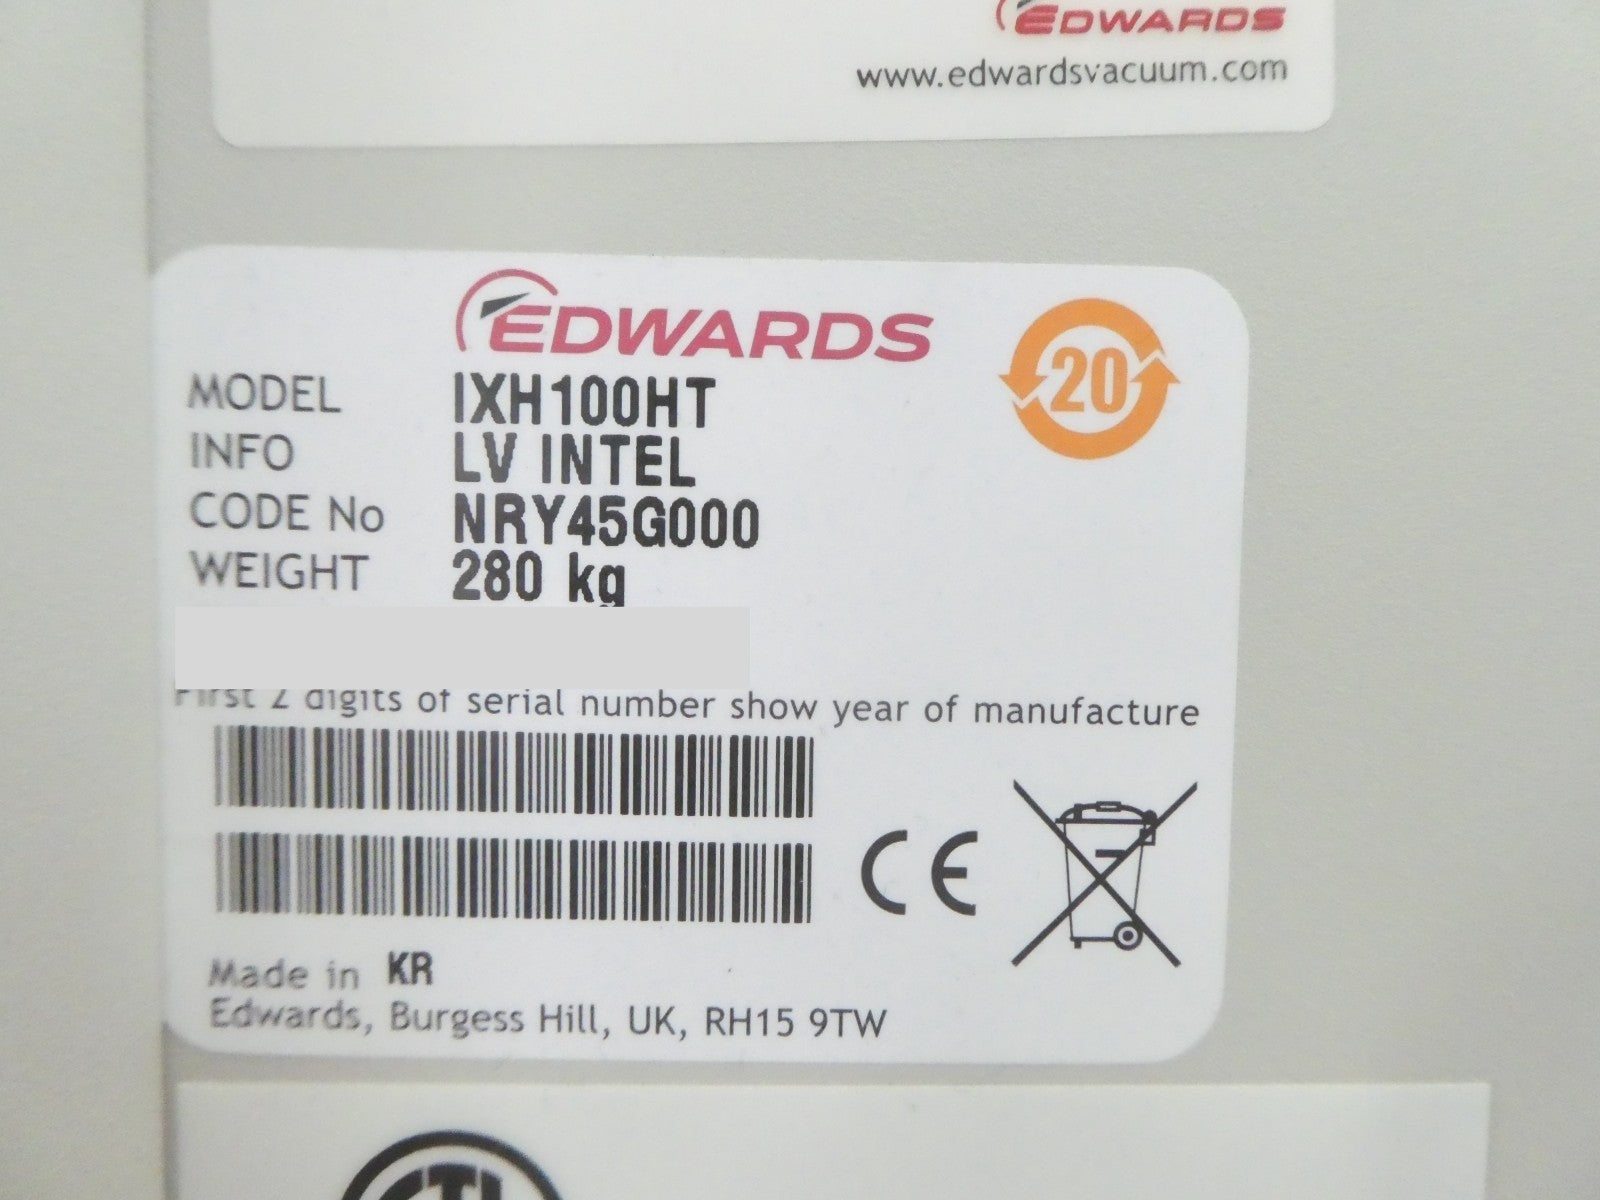 EDWARDS
www.edwardsvacuum.com
EDWARDS
20
MODEL IXH100HT
INFO LV INTEL
CODE No NRY45G000
WEIGHT 280 kg
First 2 digits of serial number show year of manufacture
CE
Made in KR
Edwards, Burgess Hill, UK, RH15 9TW